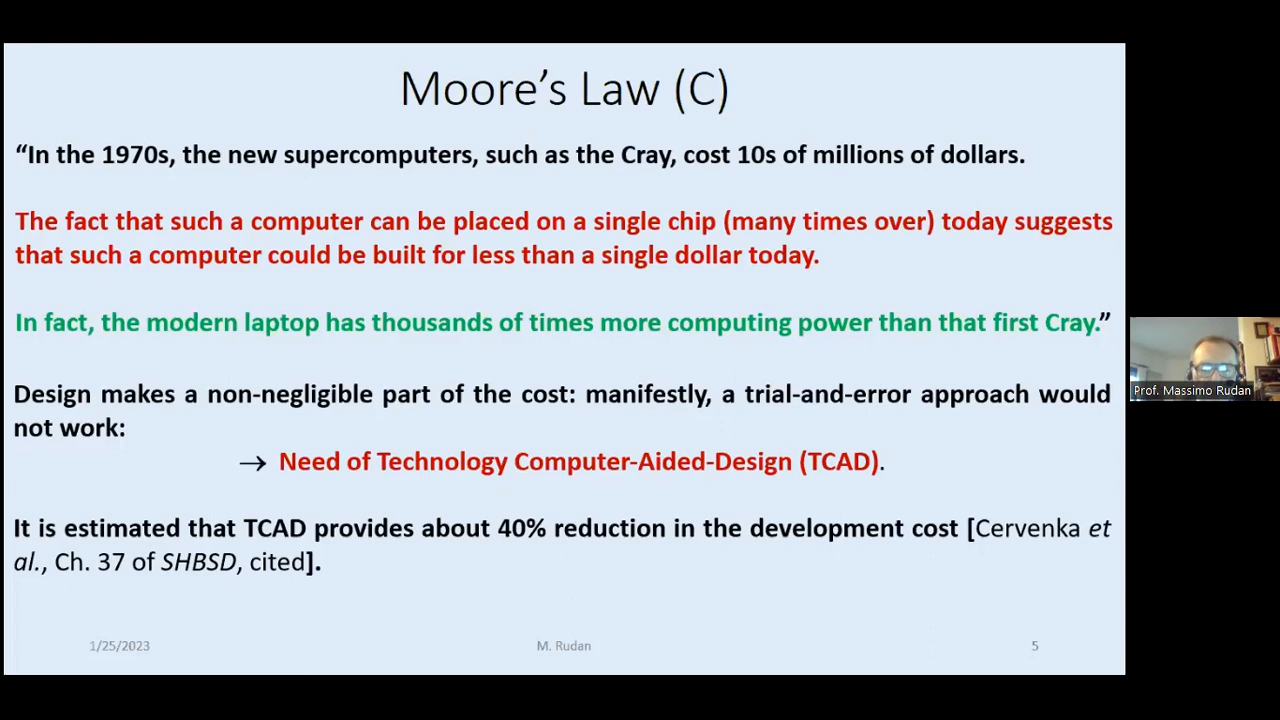 Moore’s Law (C)
“In the 1970s, the new supercomputers, such as the Cray, cost 10s of millions of dollars.
The fact that such a computer can be placed on a single chip (many times over) today suggests
that such a computer could be built for less than a single dollar today.
In fact, the modern laptop has thousands of times more computing power than that first Cray.”
Design makes a non-negligible part of the cost: manifestly, a trial-and-error approach would
not work:
→ Need of Technology Computer-Aided-Design (TCAD).
It is estimated that TCAD provides about 40% reduction in the development cost [Cervenka et
al., Ch. 37 of SHBSD, cited].
1/25/2023
M. Rudan
5
Prof. Massimo Rudan